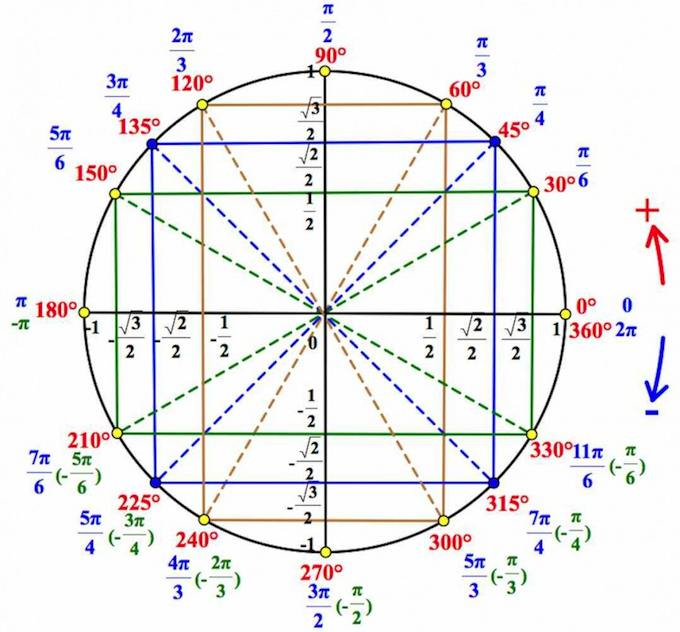 π/2
90°
2π/3
120°
π/3
60°
3π/4
135°
π/4
45°
5π/6
150°
π/6
30°
1
√3/2
√2/2
1/2
+
π
-π
180°
-1
-√3/2
-√2/2
-1/2
0
1/2
√2/2
√3/2
1
0°
360°
0
2π
-
-1/2
-√2/2
-√3/2
-1
210°
7π/6 (-5π/6)
225°
5π/4 (-3π/4)
240°
4π/3 (-2π/3)
270°
3π/2 (-π/2)
300°
5π/3 (-π/3)
315°
7π/4 (-π/4)
330°
11π/6 (-π/6)